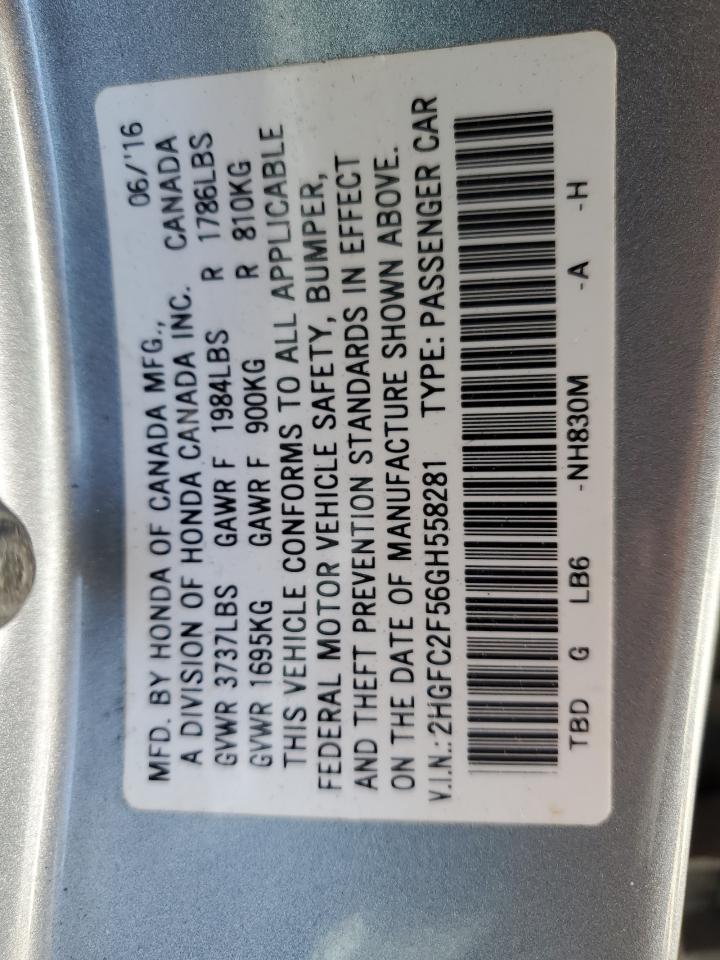 MFD. BY HONDA OF CANADA MFG., 06/'16
A DIVISION OF HONDA CANADA INC. CANADA
GVWR 3737LBS GAWR F 1984LBS R 1786LBS
GVWR 1695KG GAWR F 900KG R 810KG
THIS VEHICLE CONFORMS TO ALL APPLICABLE
FEDERAL MOTOR VEHICLE SAFETY, BUMPER,
AND THEFT PREVENTION STANDARDS IN EFFECT
ON THE DATE OF MANUFACTURE SHOWN ABOVE.
V.I.N.: 2HGFC2F56GH558281 TYPE: PASSENGER CAR
TBD G LB6 -NH830M -A -H